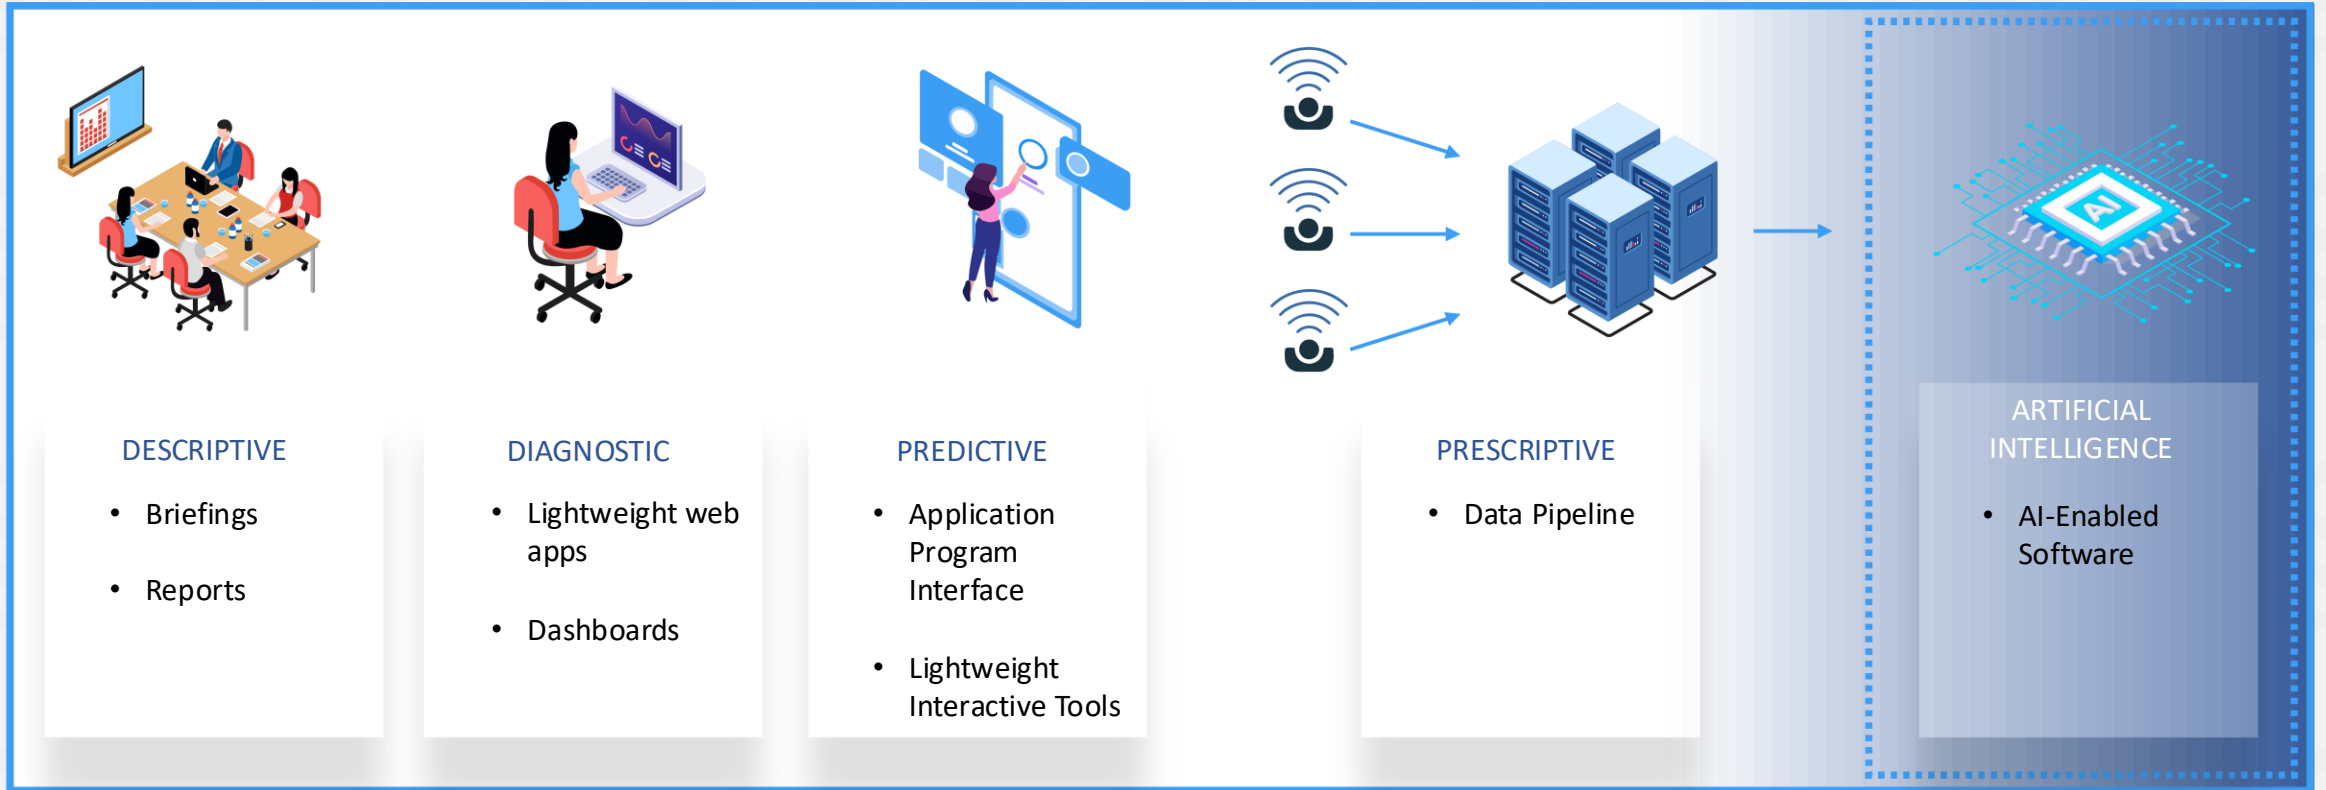 DESCRIPTIVE
• Briefings
• Reports
DIAGNOSTIC
• Lightweight web
apps
• Dashboards
PREDICTIVE
• Application
Program
Interface
• Lightweight
Interactive Tools
PRESCRIPTIVE
• Data Pipeline
AI
ARTIFICIAL
INTELLIGENCE
• AI-Enabled
Software